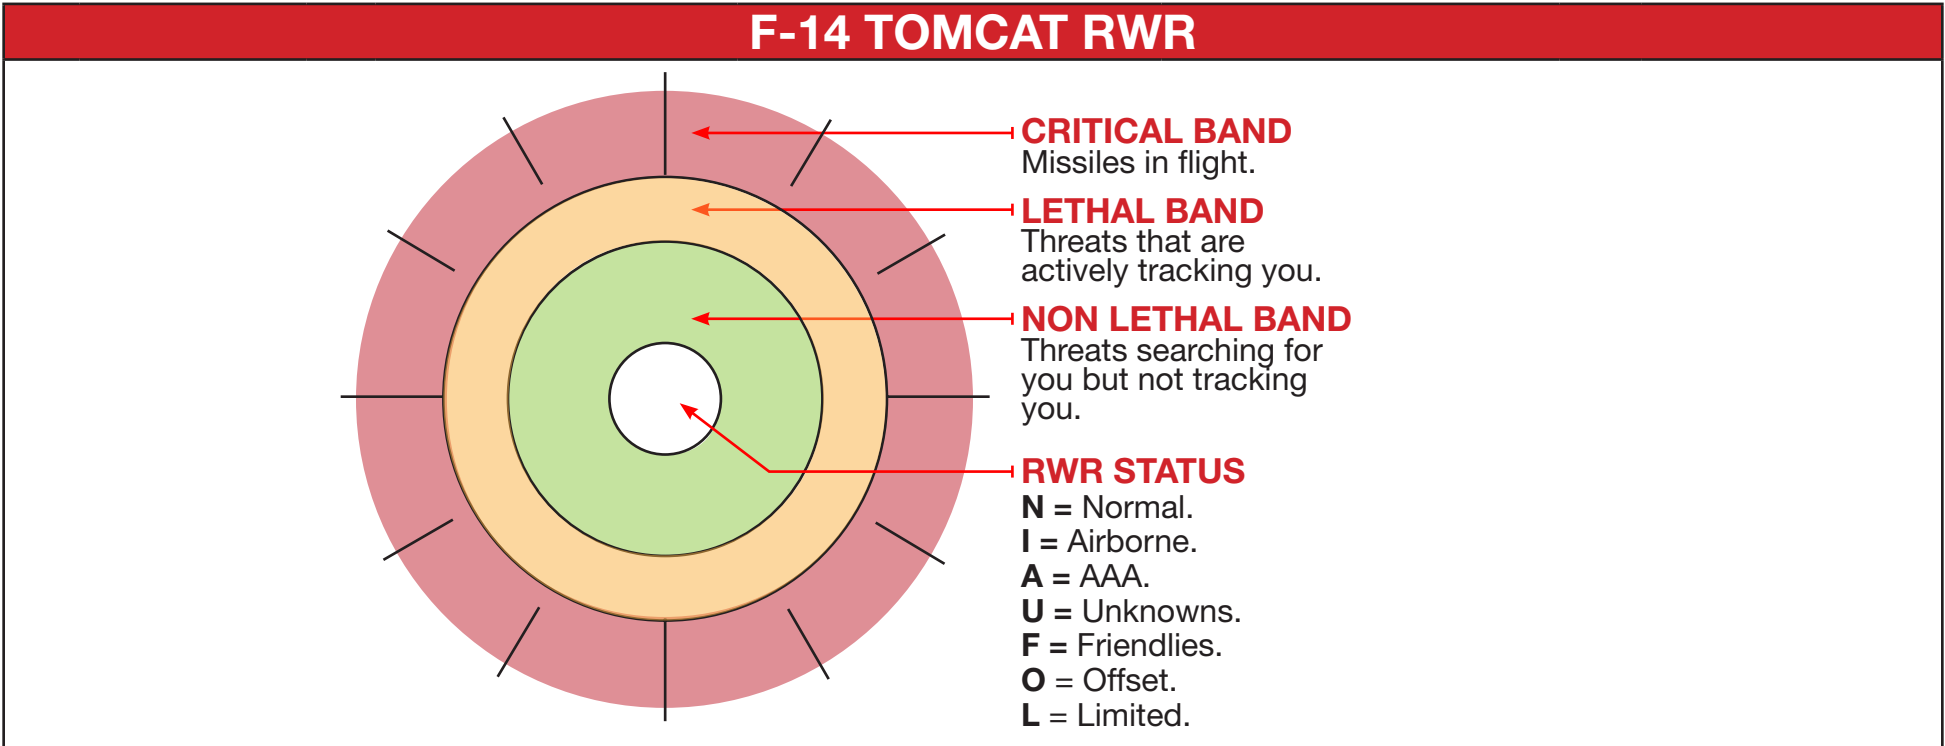 F-14 TOMCAT RWR
CRITICAL BAND
Missiles in flight.
LETHAL BAND
Threats that are
actively tracking you.
NON LETHAL BAND
Threats searching for
you but not tracking
you.
RWR STATUS
N = Normal.
I = Airborne.
A = AAA.
U = Unknowns.
F = Friendlies.
O = Offset.
L = Limited.